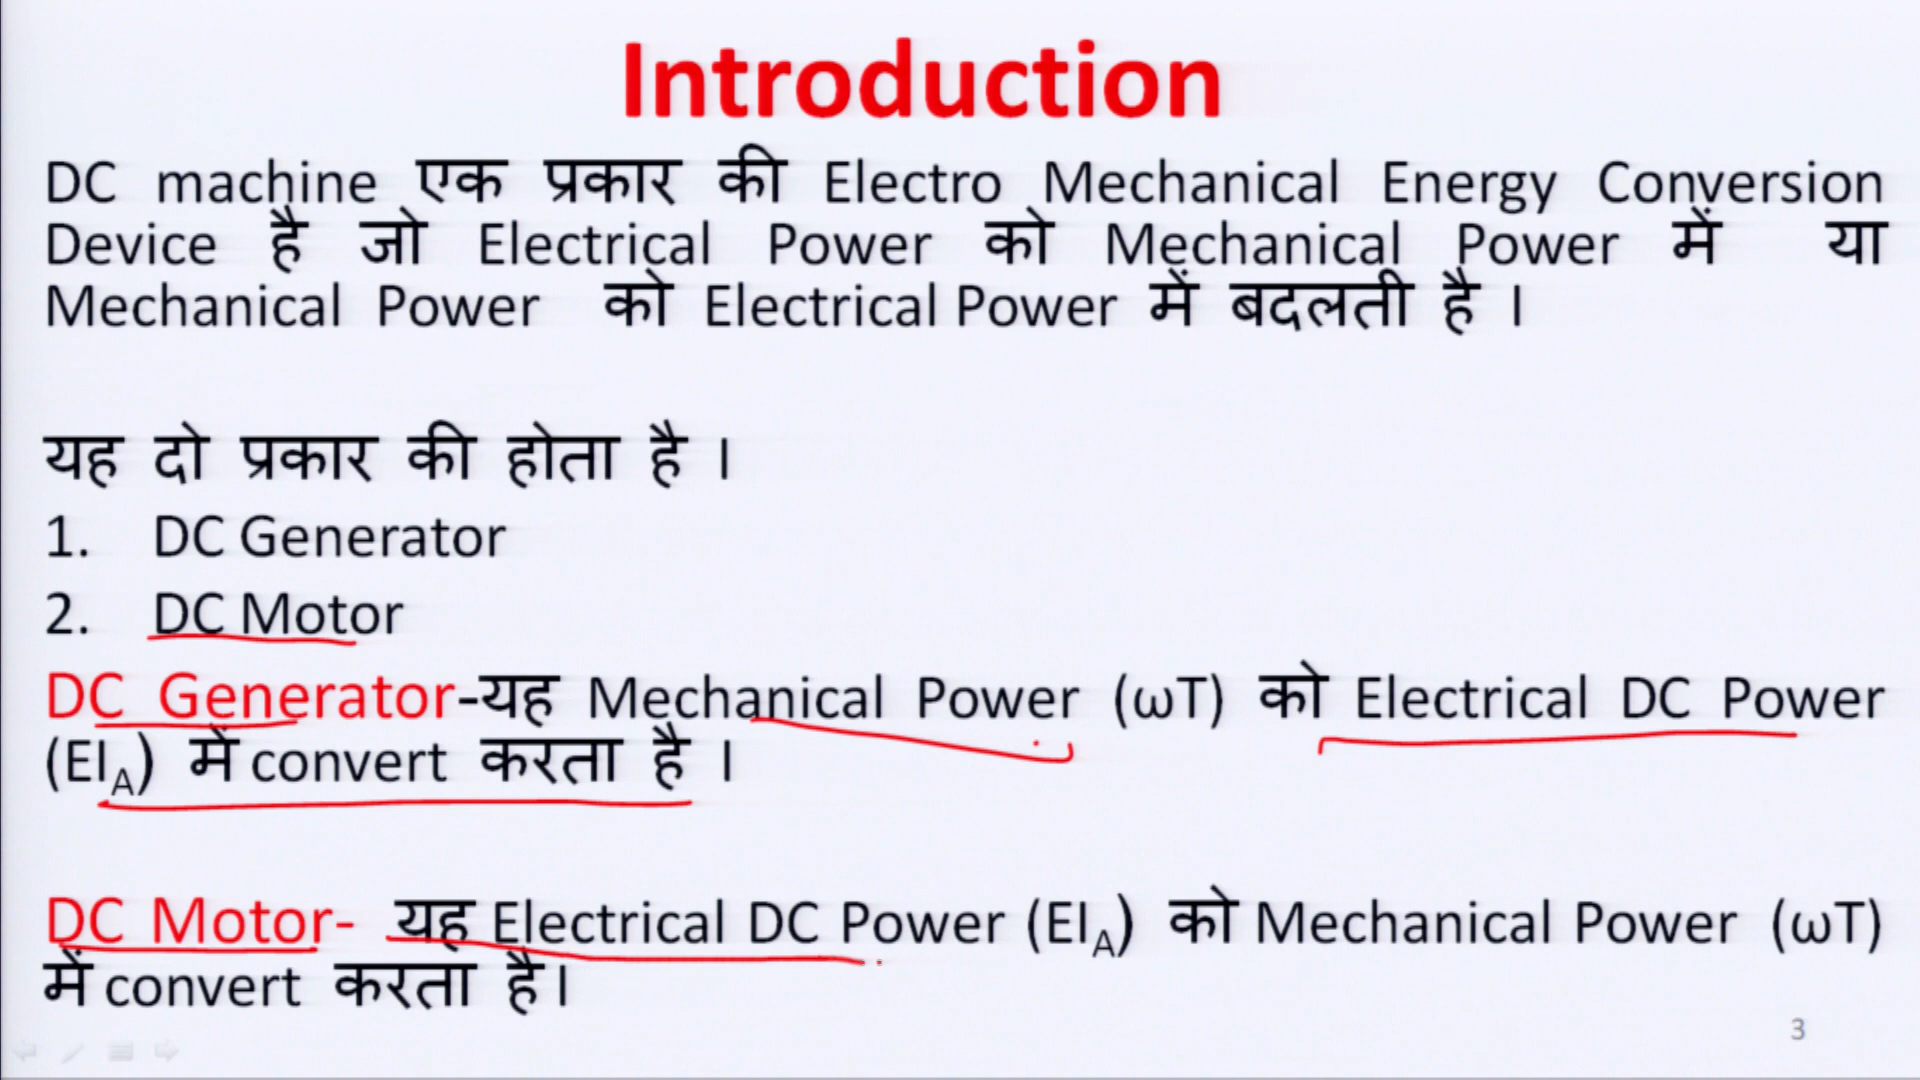 Introduction
DC machine एक प्रकार की Electro Mechanical Energy Conversion
Device है जो Electrical Power को Mechanical Power में या
Mechanical Power को Electrical Power में बदलती है ।
यह दो प्रकार की होता है ।
1. DC Generator
2. DC Motor
DC Generator-यह Mechanical Power (ωT) को Electrical DC Power
(EIA) में convert करता है ।
DC Motor- यह Electrical DC Power (EIA) को Mechanical Power (ωT)
में convert करता है।
3